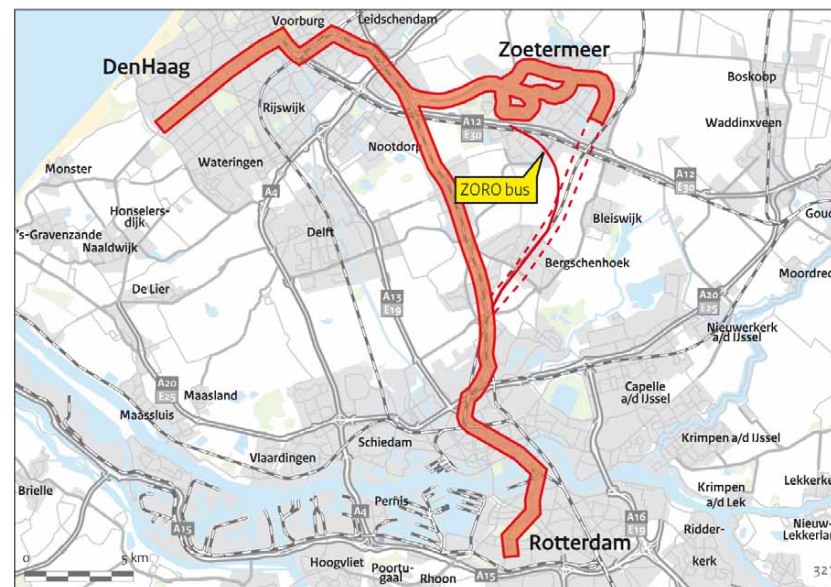 Voorburg
Leidschendam
DenHaag
Zoetermeer
Boskoop
Rijswijk
Waddinxveen
A12
E30
Nootdorp
Wateringen
A4
Monster
A12
E30
ZORO bus
Honselers-
dijk
's-Gravenzande
Naaldwijk
Delft
Bleiswijk
Goud
Bergschenhoek
Moordrec
De Lier
A13
E19
A20
E25
Nieuwerkerk
a/d IJssel
A20
E25
Maasland
Maassluis
Capelle
a/d IJssel
Schiedam
Krimpen a/d IJssel
Vlaardingen
Lekkerke
Brielle
Pernis
Krimpen
a/d Lek
A15
A4
A16
E19
Nieuw-
Lekkerlan
Ridder-
kerk
Rotterdam
0
5 km
Hoogvliet
Poortu-
gaal
Rhoon
A15
32